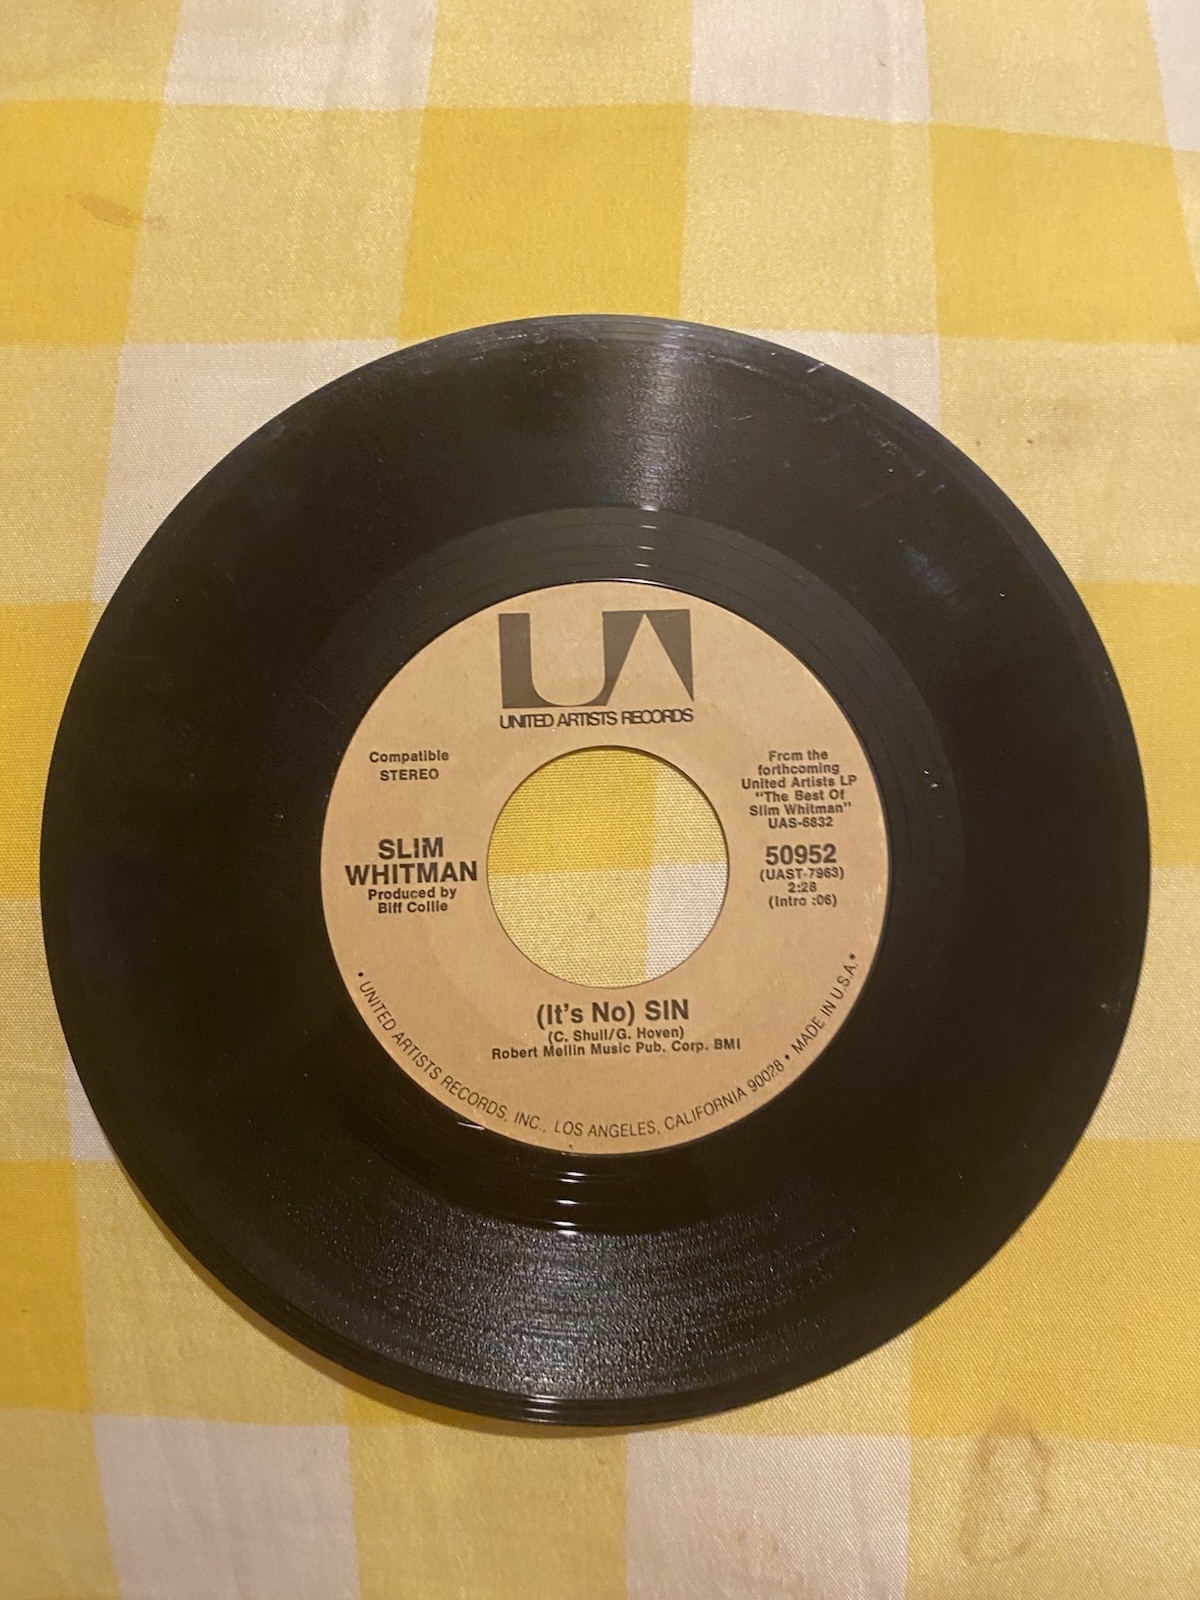 UA
UNITED ARTISTS RECORDS
Compatible
STEREO
SLIM
WHITMAN
Produced by
Biff Collie
From the
forthcoming
United Artists LP
"The Best Of
Slim Whitman"
UAS-6832
50952
(UAST-7963)
2:28
(Intro :06)
(It's No) SIN
(C. Shull/G. Hoven)
Robert Mellin Music Pub. Corp. BMI
• UNITED ARTISTS RECORDS, INC., LOS ANGELES, CALIFORNIA 90028 • MADE IN U.S.A. •